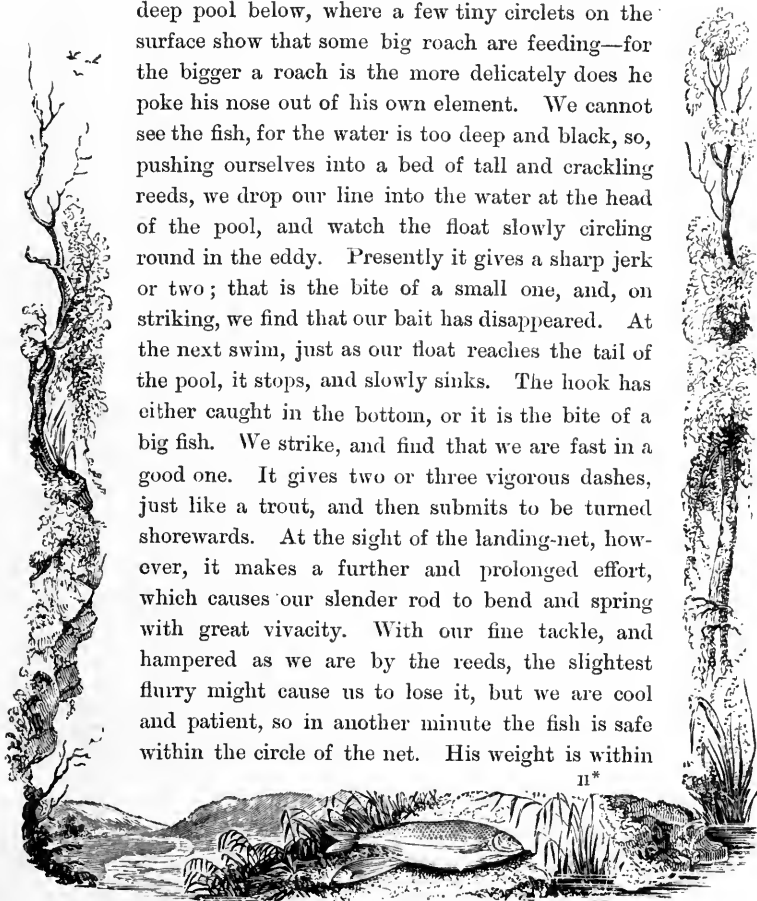 deep pool below, where a few tiny circlets on the
surface show that some big roach are feeding—for
the bigger a roach is the more delicately does he
poke his nose out of his own element. We cannot
see the fish, for the water is too deep and black, so,
pushing ourselves into a bed of tall and crackling
reeds, we drop our line into the water at the head
of the pool, and watch the float slowly circling
round in the eddy. Presently it gives a sharp jerk
or two; that is the bite of a small one, and, on
striking, we find that our bait has disappeared. At
the next swim, just as our float reaches the tail of
the pool, it stops, and slowly sinks. The hook has
either caught in the bottom, or it is the bite of a
big fish. We strike, and find that we are fast in a
good one. It gives two or three vigorous dashes,
just like a trout, and then submits to be turned
shorewards. At the sight of the landing-net, how-
ever, it makes a further and prolonged effort,
which causes our slender rod to bend and spring
with great vivacity. With our fine tackle, and
hampered as we are by the reeds, the slightest
flurry might cause us to lose it, but we are cool
and patient, so in another minute the fish is safe
within the circle of the net. His weight is within
11*